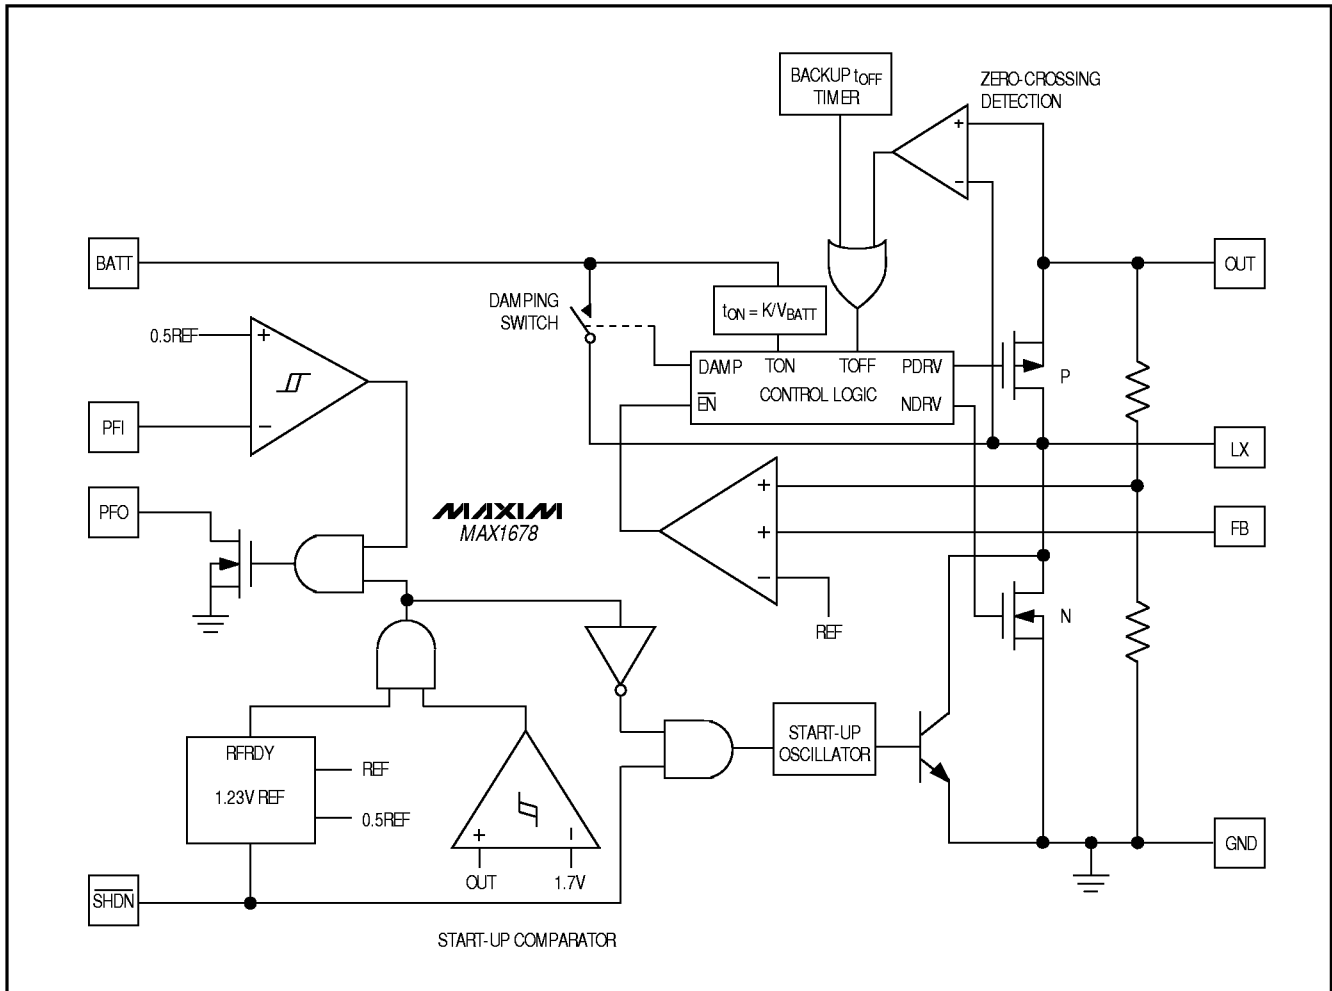 BACKUP tOFF
TIMER
ZERO-CROSSING
DETECTION
+
−
BATT
OUT
DAMPING
SWITCH
tON = K/VBATT
0.5REF
+
DAMP TON TOFF PDRV
CONTROL LOGIC
EN
NDRV
P
PFI
−
LX
PFO
MAXIM
MAX1678
+
+
−
FB
REF
N
RFRDY
1.23V REF
REF
0.5REF
START-UP
OSCILLATOR
+
−
OUT
1.7V
GND
SHDN
START-UP COMPARATOR